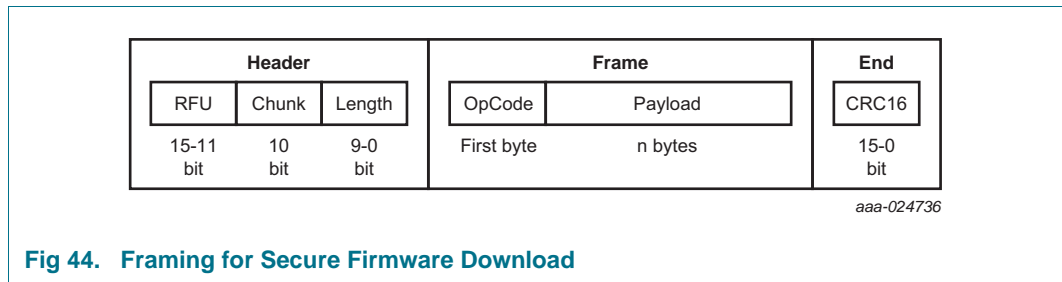 Header Frame End
RFU Chunk Length OpCode Payload CRC16
15-11 10 9-0 First byte n bytes 15-0
bit bit bit bit
aaa-024736
Fig 44. Framing for Secure Firmware Download